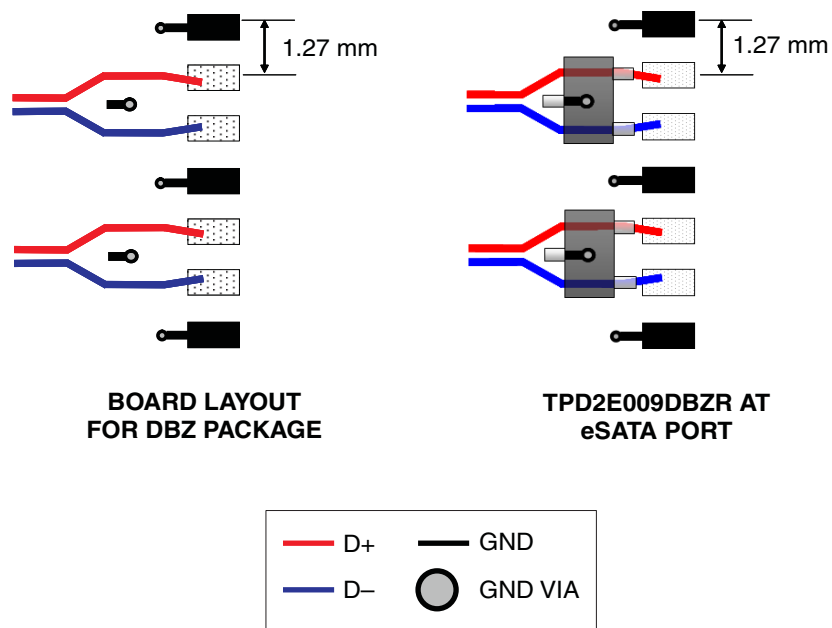 1.27 mm
1.27 mm
BOARD LAYOUT
FOR DBZ PACKAGE
TPD2E009DBZR AT
eSATA PORT
D+
GND
D–
GND VIA